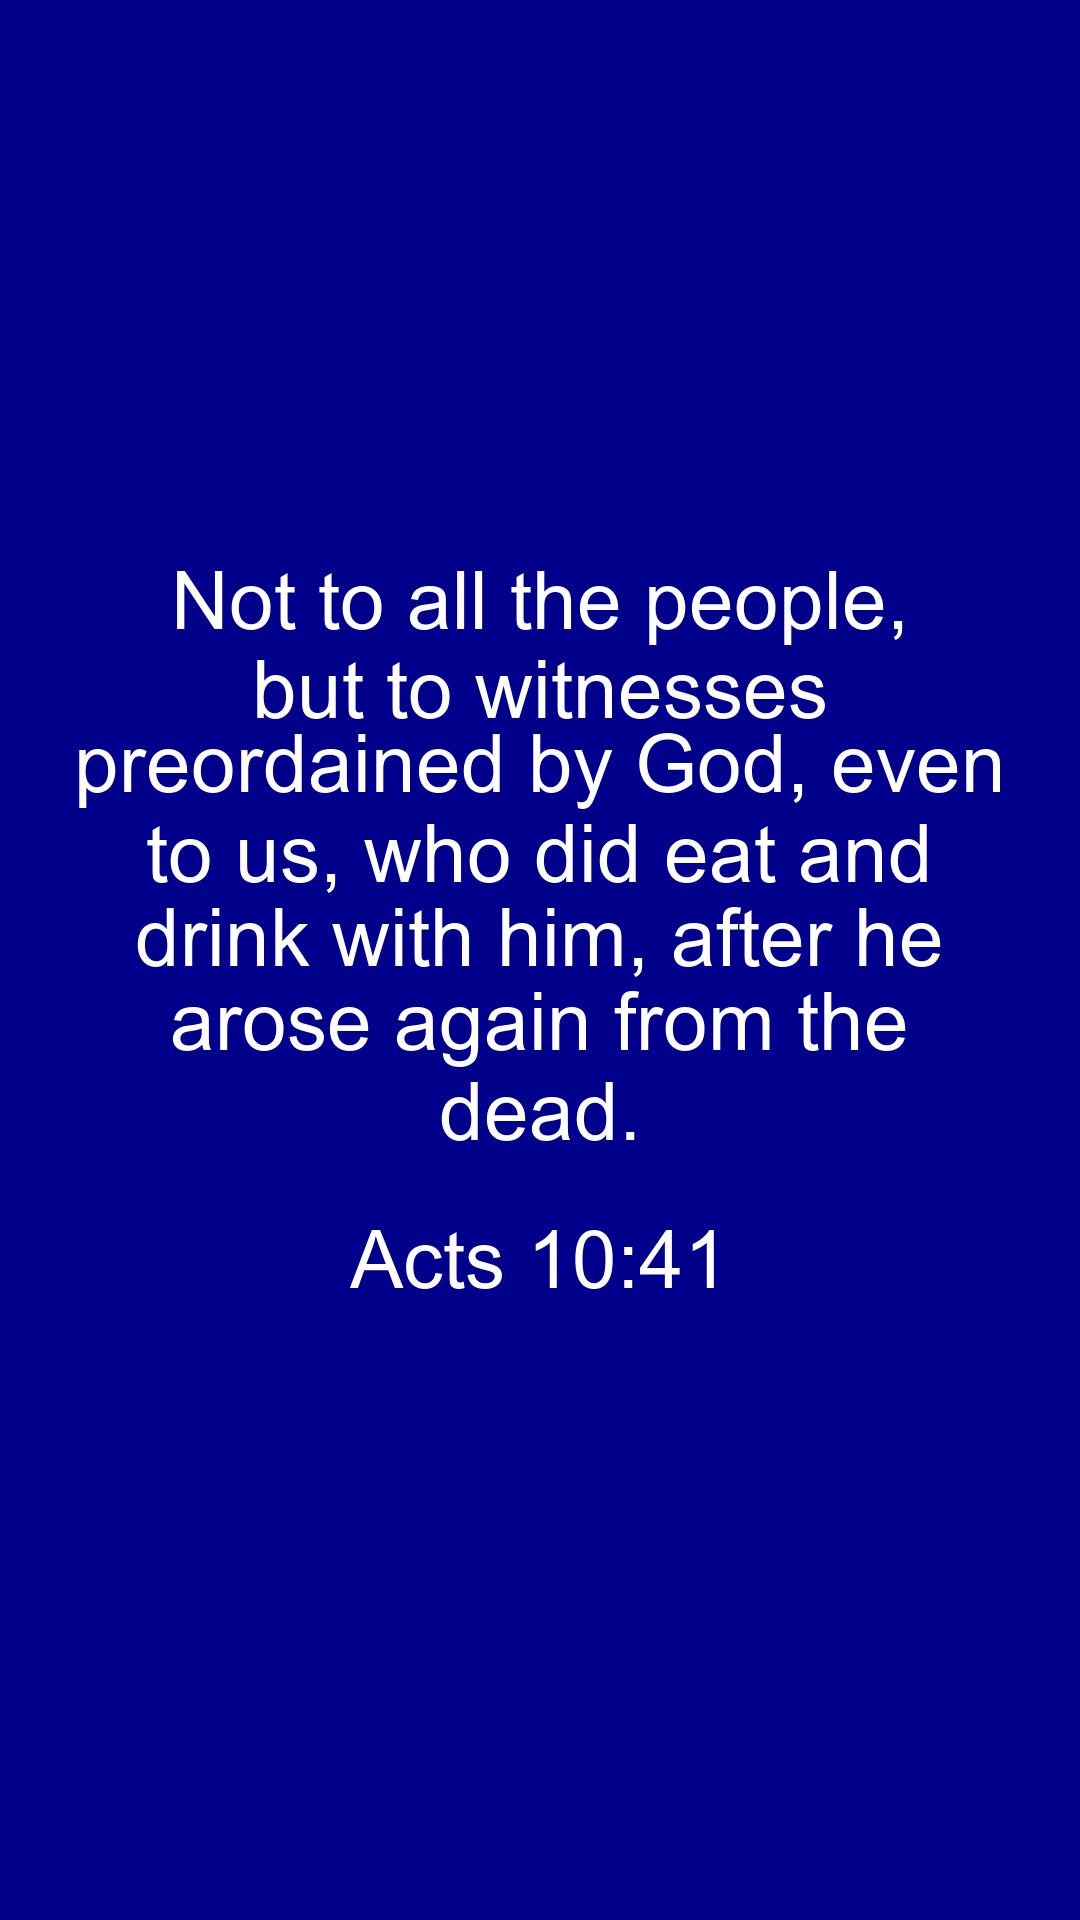 Not to all the people,
but to witnesses
preordained by God, even
to us, who did eat and
drink with him, after he
arose again from the
dead.
Acts 10:41